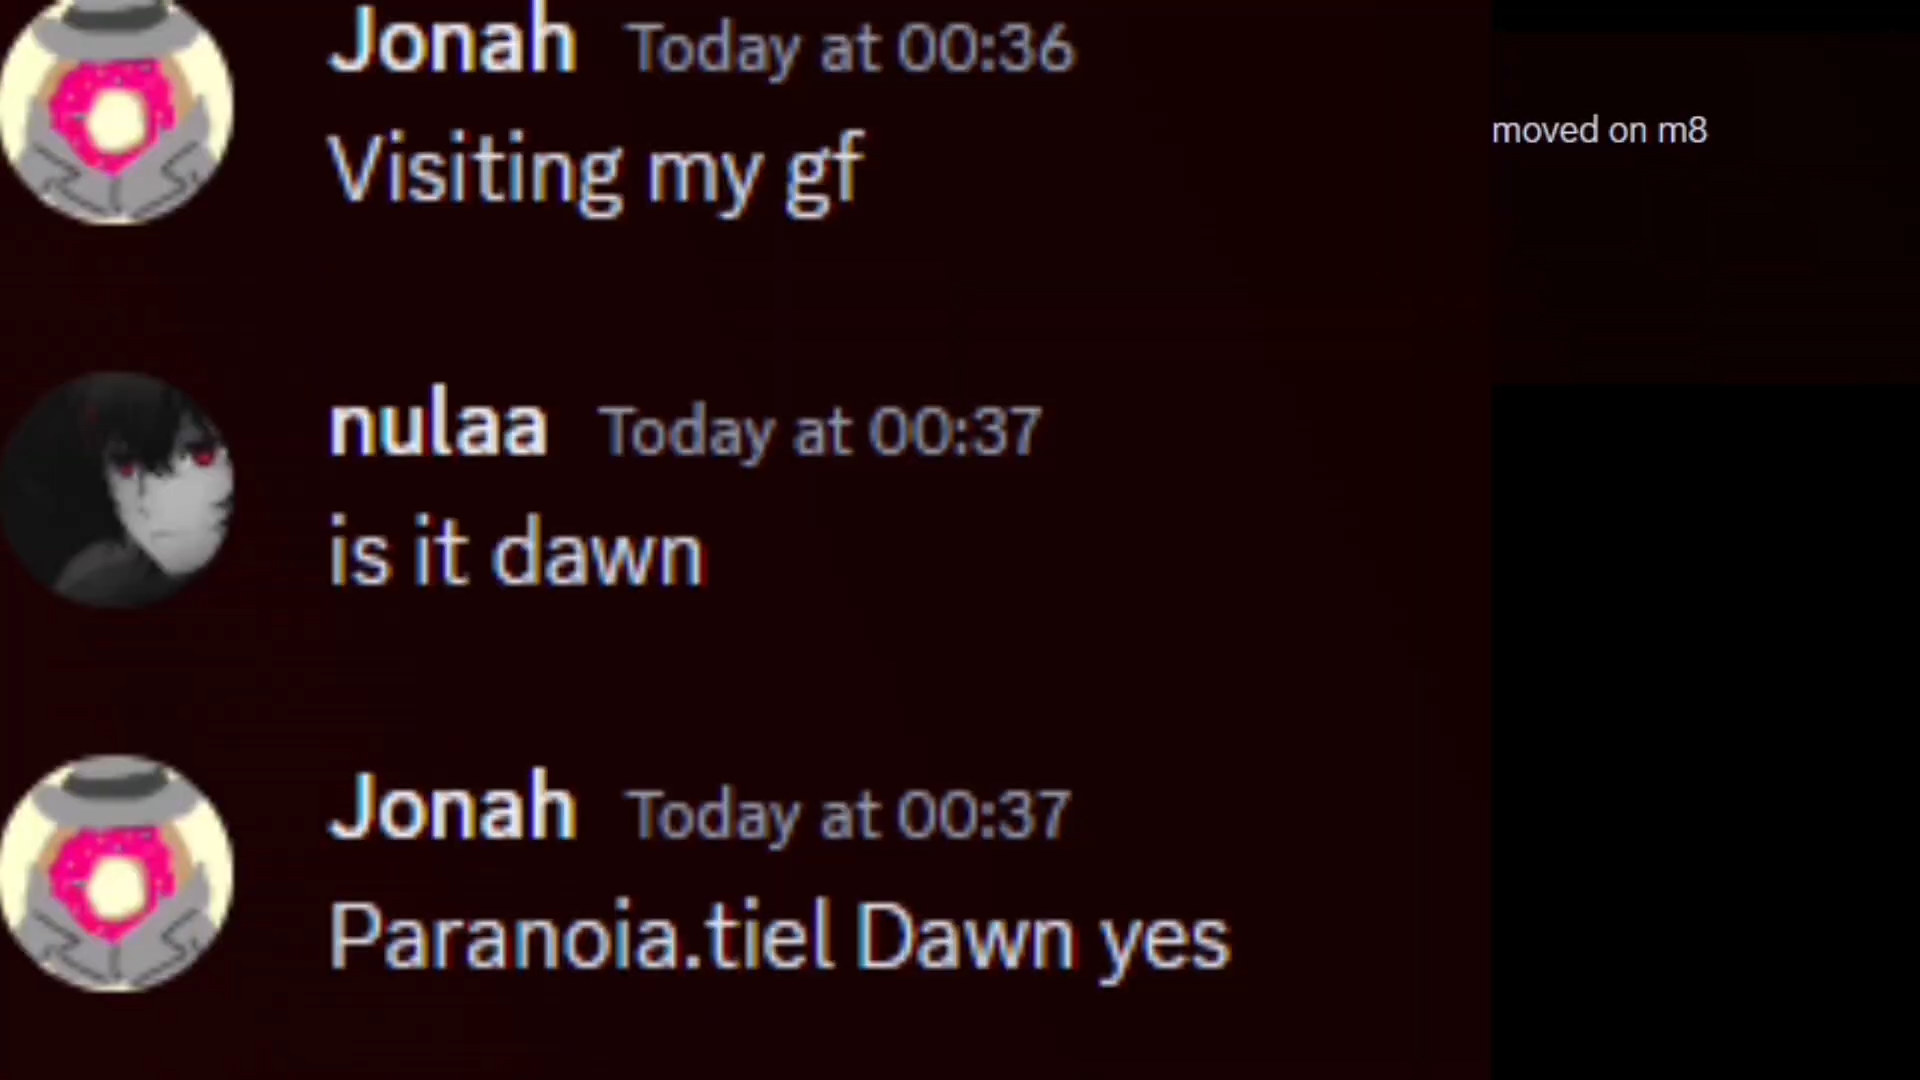 Jonah Today at 00:36
Visiting my gf
moved on m8
nulaa Today at 00:37
is it dawn
Jonah Today at 00:37
Paranoia.tiel Dawn yes